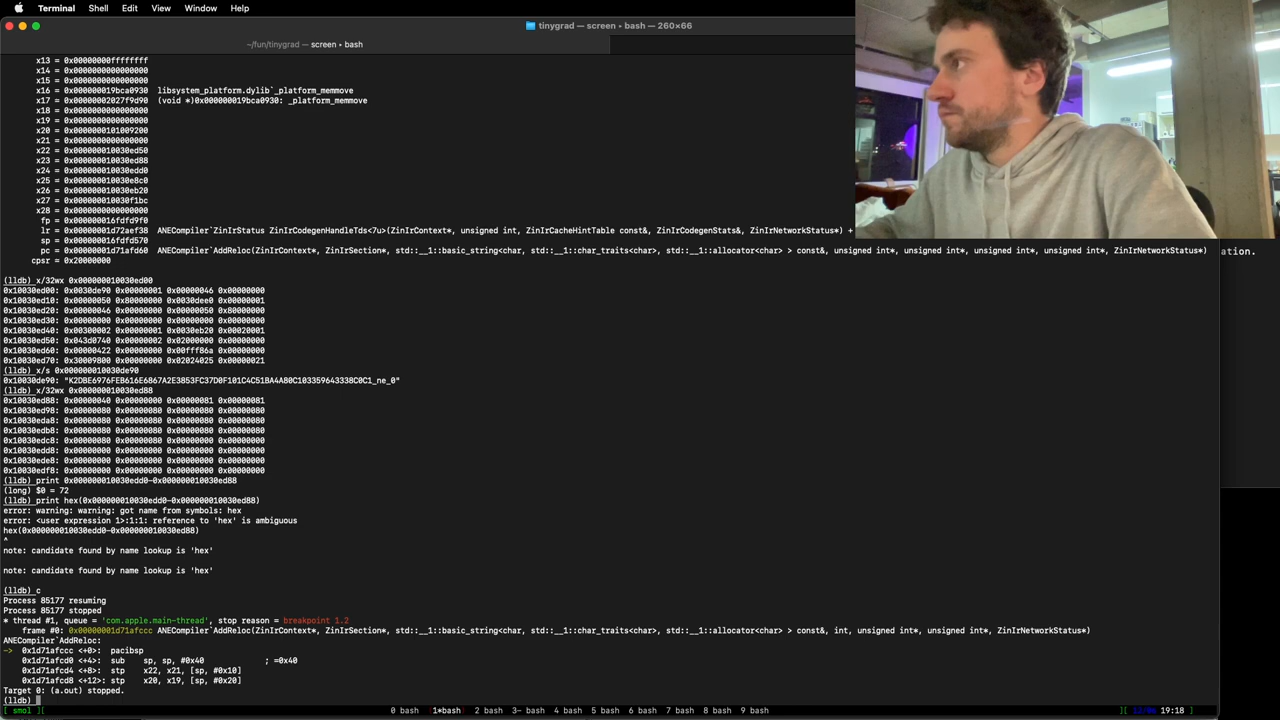 Terminal Shell Edit View Window Help
tinygrad — screen • bash — 260×66
~/fun/tinygrad — screen • bash
x13 = 0x00000000ffffffff
x14 = 0x0000000000000000
x15 = 0x0000000000000000
x16 = 0x000000019bca0930 libsystem_platform.dylib`_platform_memmove
x17 = 0x00000002027f9d90 (void *)0x000000019bca0930: _platform_memmove
x18 = 0x0000000000000000
x19 = 0x0000000000000000
x20 = 0x0000000101009200
x21 = 0x0000000000000000
x22 = 0x000000010030ed50
x23 = 0x000000010030ed88
x24 = 0x000000010030edd0
x25 = 0x000000010030e8c0
x26 = 0x000000010030eb20
x27 = 0x000000010030f1bc
x28 = 0x0000000000000000
fp = 0x000000016fdfd9f0
lr = 0x00000001d72aef38 ANECompiler`ZinIrStatus ZinIrCodegenHandleTds<7u>(ZinIrContext*, unsigned int, ZinIrCacheHintTable const&, ZinIrCodegenStats&, ZinIrNetworkStatus*) +
sp = 0x000000016fdfd570
pc = 0x00000001d71afd60 ANECompiler`AddReloc(ZinIrContext*, ZinIrSection*, std::__1::basic_string<char, std::__1::char_traits<char>, std::__1::allocator<char> > const&, unsigned int*, unsigned int*, unsigned int*, unsigned int*, ZinIrNetworkStatus*)
cpsr = 0x20000000
ation.
(lldb) x/32wx 0x000000010030ed00
0x10030ed00: 0x0030de90 0x00000001 0x00000046 0x00000000
0x10030ed10: 0x00000050 0x80000000 0x0030dee0 0x00000001
0x10030ed20: 0x00000046 0x00000000 0x00000050 0x80000000
0x10030ed30: 0x00000000 0x00000000 0x00000000 0x00000000
0x10030ed40: 0x00300002 0x00000001 0x0030eb20 0x00020001
0x10030ed50: 0x043d0740 0x00000002 0x02000000 0x00000000
0x10030ed60: 0x00000422 0x00000000 0x00fff86a 0x00000000
0x10030ed70: 0x30009800 0x00000000 0x02024025 0x00000021
(lldb) x/s 0x000000010030de90
0x10030de90: "K2DBE6976FEB616E6867A2E3853FC37D0F101C4C51BA4A80C103359643338C0C1_ne_0"
(lldb) x/32wx 0x000000010030ed88
0x10030ed88: 0x00000040 0x00000000 0x00000081 0x00000081
0x10030ed98: 0x00000080 0x00000080 0x00000080 0x00000080
0x10030eda8: 0x00000080 0x00000080 0x00000080 0x00000080
0x10030edb8: 0x00000080 0x00000080 0x00000080 0x00000080
0x10030edc8: 0x00000080 0x00000080 0x00000000 0x00000000
0x10030edd8: 0x00000000 0x00000000 0x00000000 0x00000000
0x10030ede8: 0x00000000 0x00000000 0x00000000 0x00000000
0x10030edf8: 0x00000000 0x00000000 0x00000000 0x00000000
(lldb) print 0x000000010030edd0-0x000000010030ed88
(long) $0 = 72
(lldb) print hex(0x000000010030edd0-0x000000010030ed88)
error: warning: warning: got name from symbols: hex
error: <user expression 1>:1:1: reference to 'hex' is ambiguous
hex(0x000000010030edd0-0x000000010030ed88)
^
note: candidate found by name lookup is 'hex'
note: candidate found by name lookup is 'hex'
(lldb) c
Process 85177 resuming
Process 85177 stopped
* thread #1, queue = 'com.apple.main-thread', stop reason = breakpoint 1.2
frame #0: 0x00000001d71afccc ANECompiler`AddReloc(ZinIrContext*, ZinIrSection*, std::__1::basic_string<char, std::__1::char_traits<char>, std::__1::allocator<char> > const&, int, unsigned int*, unsigned int*, ZinIrNetworkStatus*)
ANECompiler`AddReloc:
-> 0x1d71afccc <+0>: pacibsp
0x1d71afcd0 <+4>: sub sp, sp, #0x40 ; =0x40
0x1d71afcd4 <+8>: stp x22, x21, [sp, #0x10]
0x1d71afcd8 <+12>: stp x20, x19, [sp, #0x20]
Target 0: (a.out) stopped.
(lldb)
[ smol ][ 0 bash (1*bash) 2 bash 3- bash 4 bash 5 bash 6 bash 7 bash 8 bash 9 bash ][ 19:18 ]